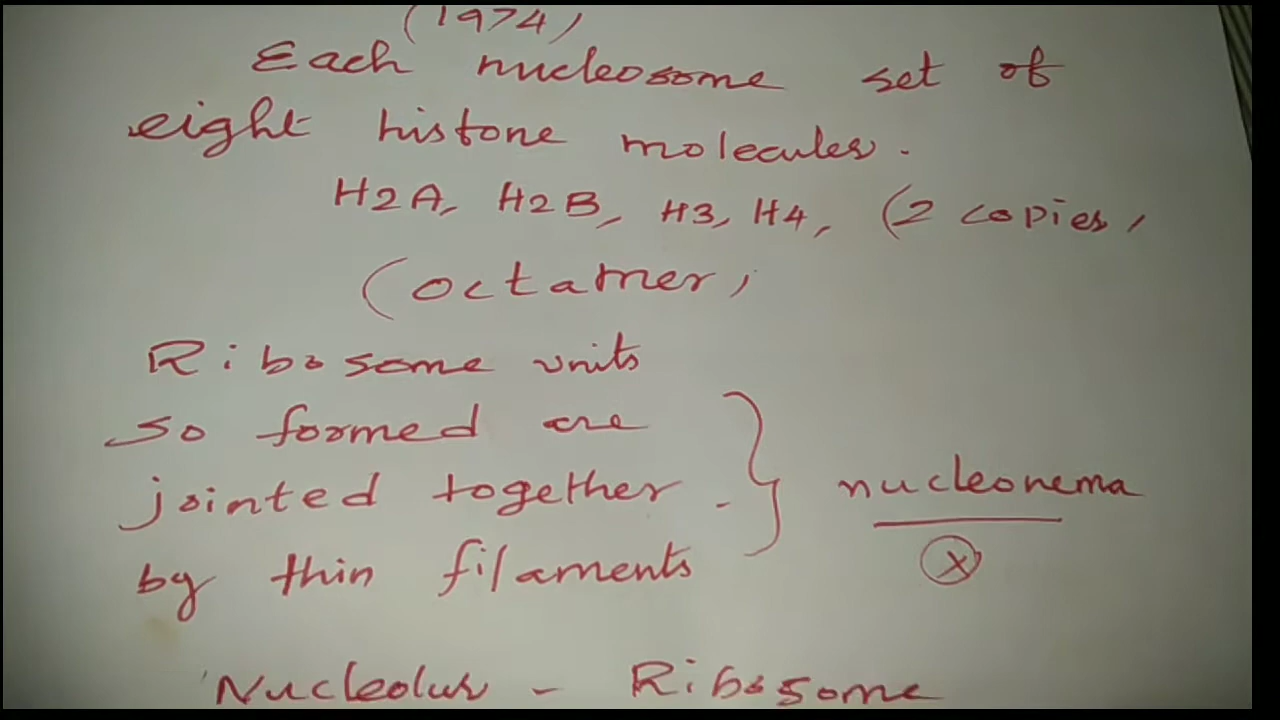 (1974)
Each nucleosome set of
eight histone molecules.
H2A, H2B, H3, H4, (2 copies,
(octamer,
Ribosome units
so formed are
jointed together.
by thin filaments
nucleonema
X
Nucleolus - Ribosome